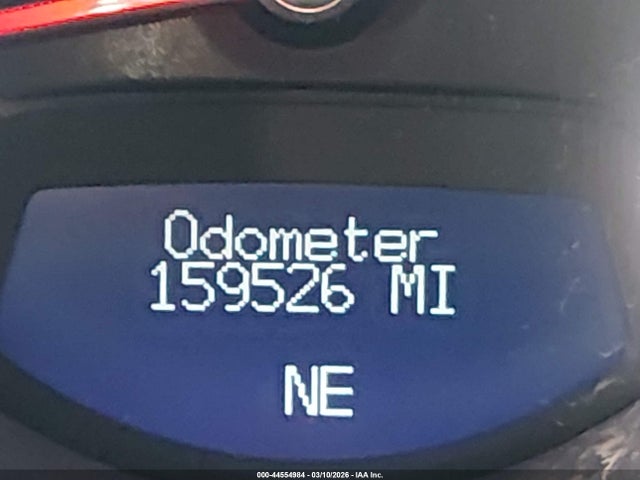 Odometer
159526 MI
NE
000-44554984 - 03/10/2026 - IAA Inc.